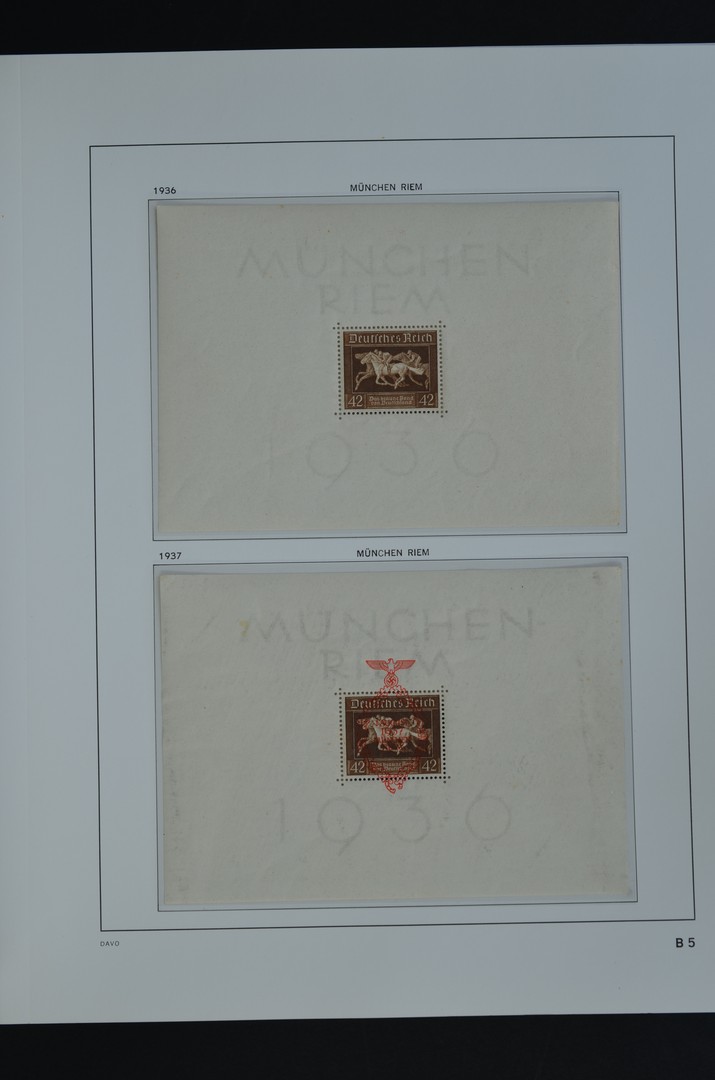 1936
MÜNCHEN RIEM
MÜNCHEN-
RIEM
Deutsches Reich
42
42
1936
1937
MÜNCHEN RIEM
MÜNCHEN-
RIEM
Deutsches Reich
42
42
1936
DAVO
B 5